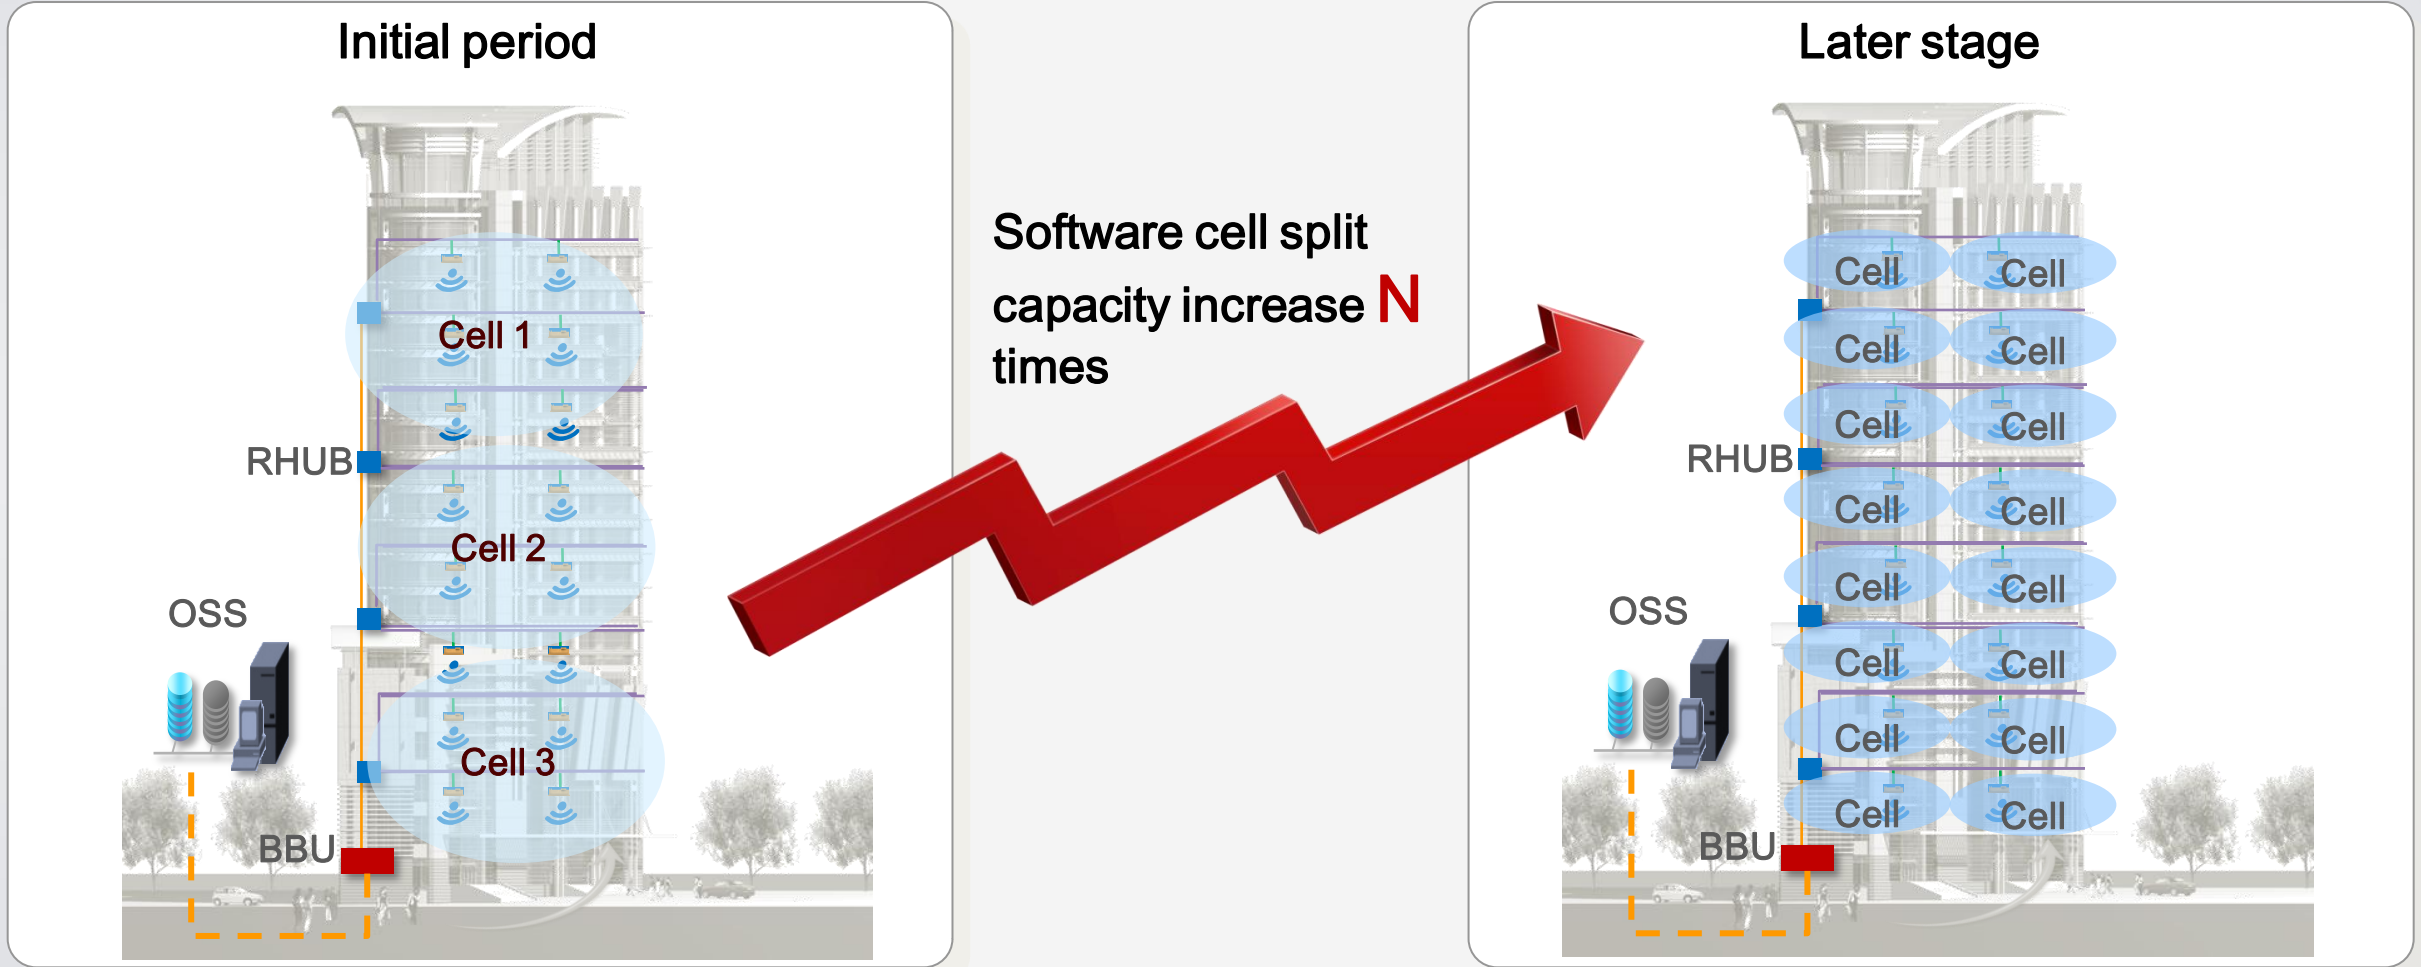 Initial period
Cell 1
RHUB
Cell 2
OSS
Cell 3
BBU
Software cell split
capacity increase N
times
Later stage
Cell Cell
Cell Cell
Cell Cell
RHUB
Cell Cell
Cell Cell
OSS
Cell Cell
Cell Cell
Cell Cell
BBU